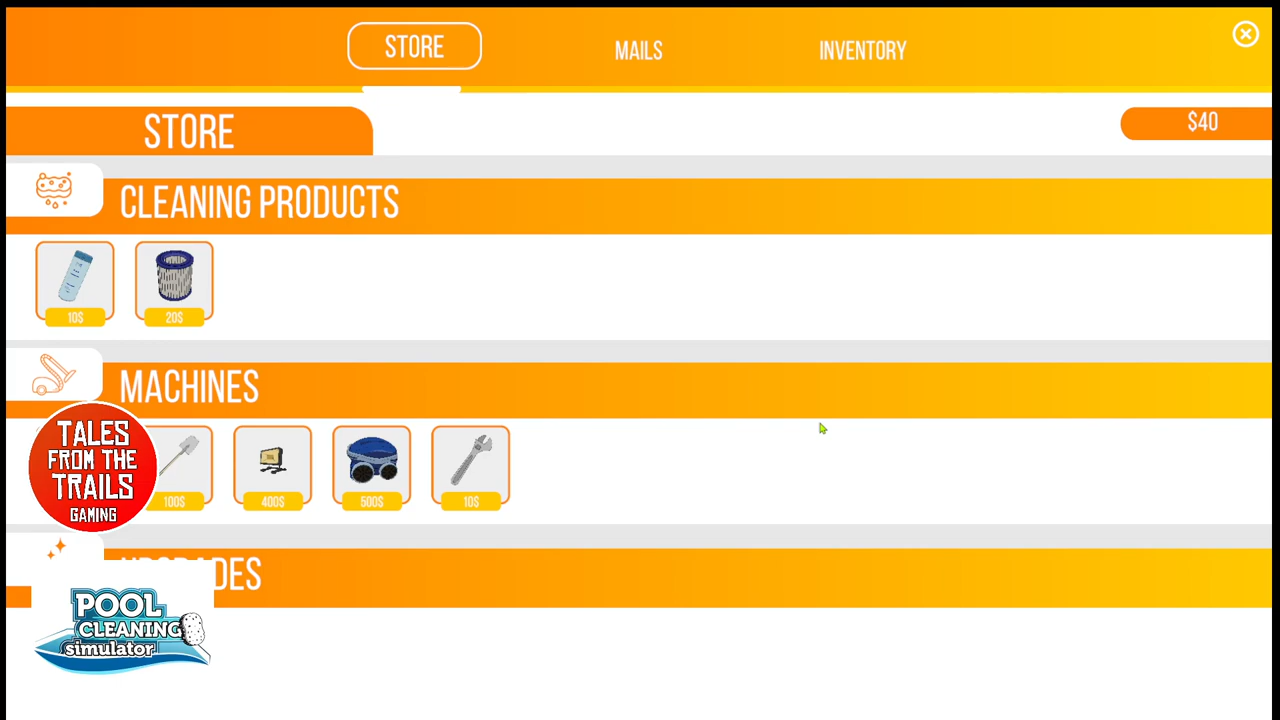 STORE
MAILS
INVENTORY
STORE
$40
CLEANING PRODUCTS
10$
20$
MACHINES
100$
400$
500$
10$
TALES
FROM THE
TRAILS
GAMING
UPGRADES
POOL
CLEANING
simulator